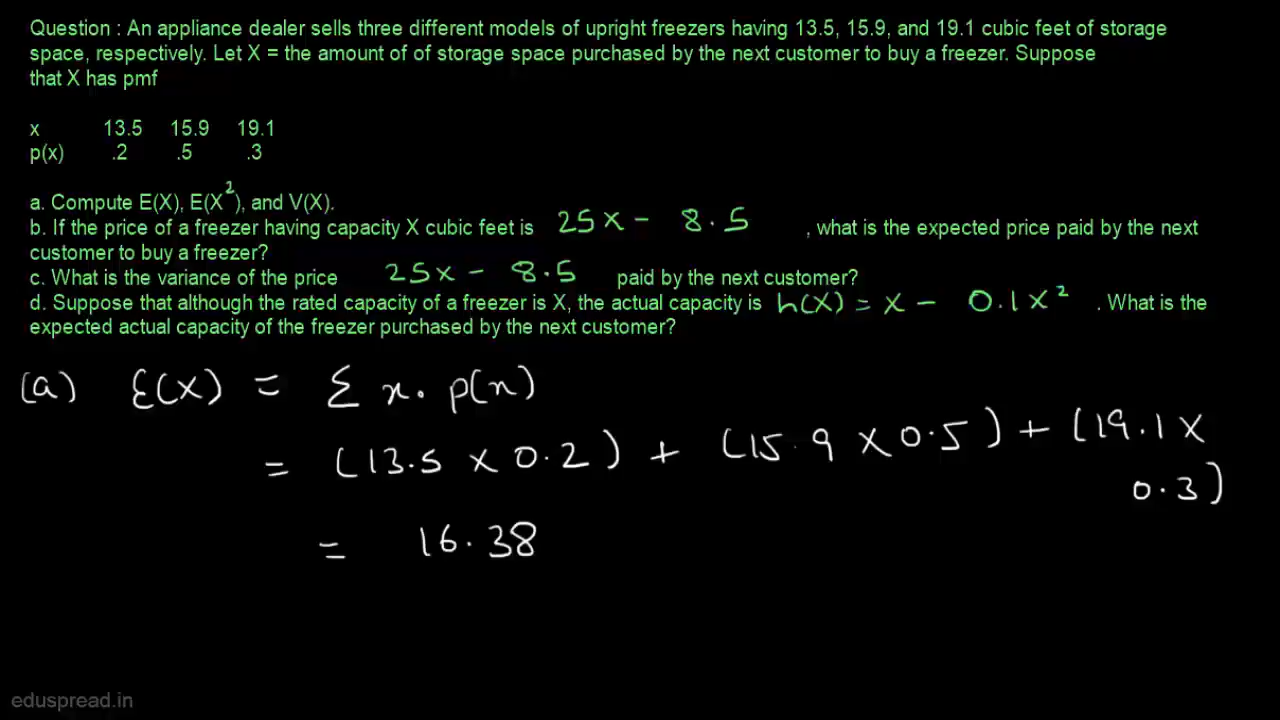 Question : An appliance dealer sells three different models of upright freezers having 13.5, 15.9, and 19.1 cubic feet of storage
space, respectively. Let X = the amount of of storage space purchased by the next customer to buy a freezer. Suppose
that X has pmf
x 13.5 15.9 19.1
p(x) .2 .5 .3
a. Compute E(X), E(X²), and V(X).
b. If the price of a freezer having capacity X cubic feet is 25X - 8.5 , what is the expected price paid by the next
customer to buy a freezer?
c. What is the variance of the price 25X - 8.5 paid by the next customer?
d. Suppose that although the rated capacity of a freezer is X, the actual capacity is h(X) = X - 0.1X² . What is the
expected actual capacity of the freezer purchased by the next customer?
(a) E(X) = Σ x. p(x)
= (13.5 X 0.2) + (15.9 X 0.5) + (19.1 X
0.3)
= 16.38
eduspread.in